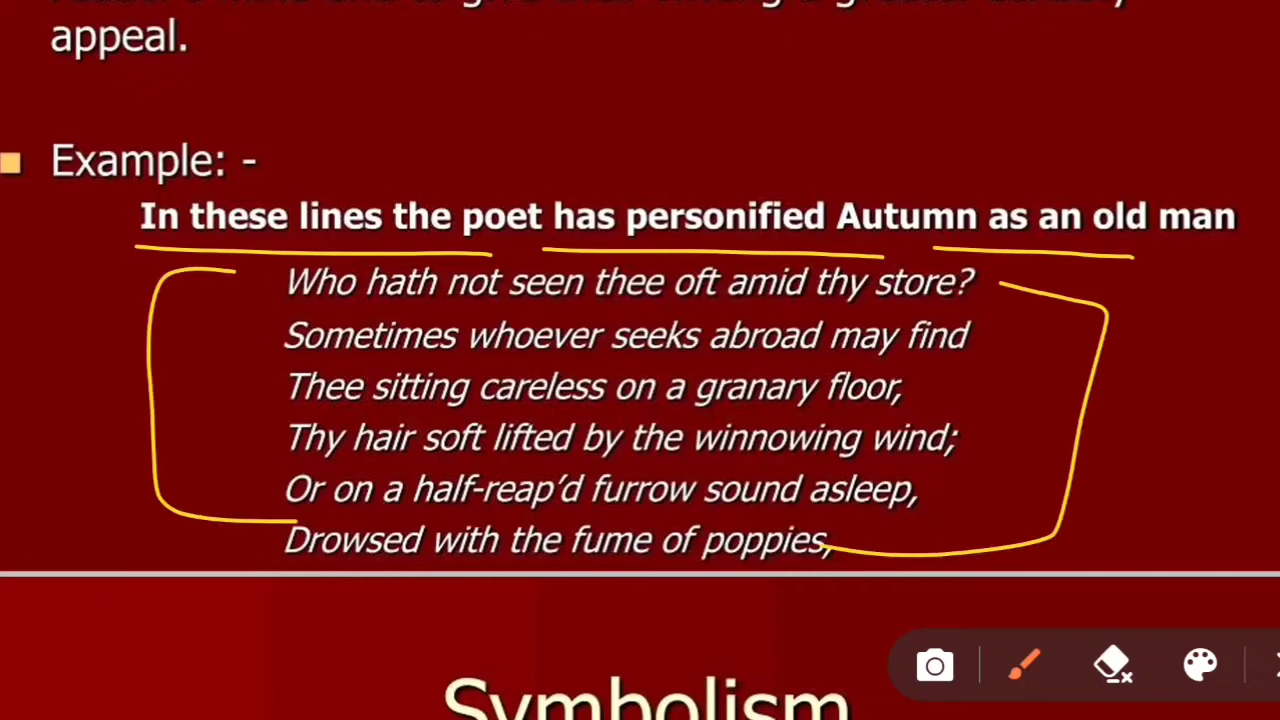 appeal.
Example: -
In these lines the poet has personified Autumn as an old man
Who hath not seen thee oft amid thy store?
Sometimes whoever seeks abroad may find
Thee sitting careless on a granary floor,
Thy hair soft lifted by the winnowing wind;
Or on a half-reap’d furrow sound asleep,
Drowsed with the fume of poppies,
Symbolism